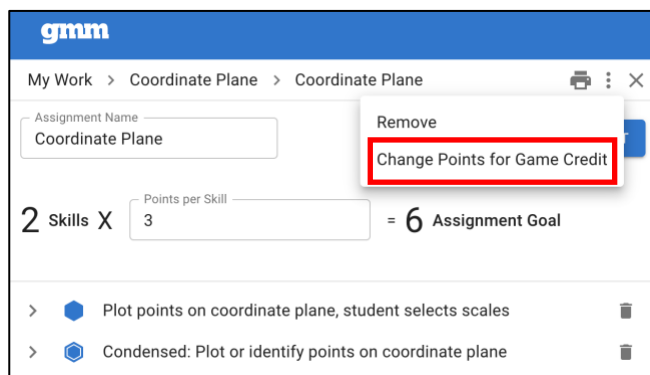 gmm
My Work > Coordinate Plane > Coordinate Plane
Assignment Name
Coordinate Plane
Remove
Change Points for Game Credit
2 Skills X
Points per Skill
3
= 6 Assignment Goal
Plot points on coordinate plane, student selects scales
Condensed: Plot or identify points on coordinate plane